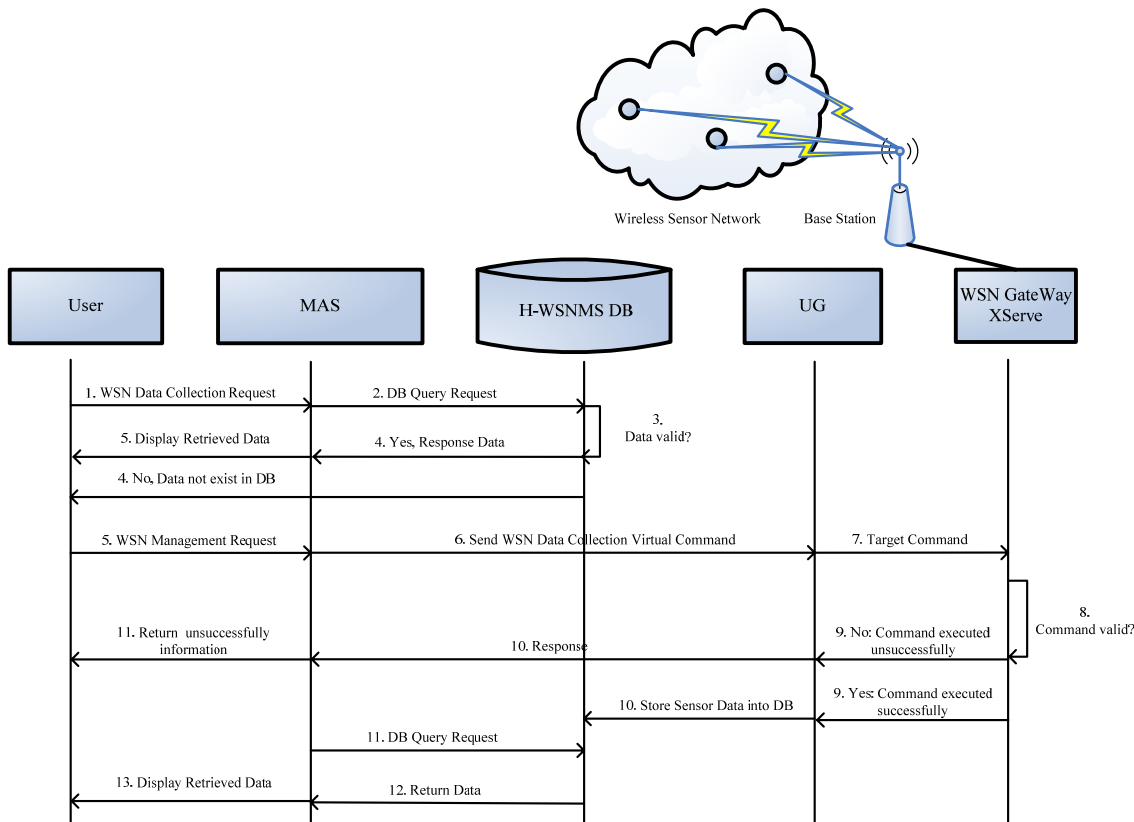 Wireless Sensor Network
Base Station
User
MAS
H-WSNMS DB
UG
WSN GateWay
XServe
1. WSN Data Collection Request
2. DB Query Request
3.
Data valid?
5. Display Retrieved Data
4. Yes, Response Data
4. No, Data not exist in DB
5. WSN Management Request
6. Send WSN Data Collection Virtual Command
7. Target Command
8.
Command valid?
11. Return unsuccessfully
information
10. Response
9. No: Command executed
unsuccessfully
10. Store Sensor Data into DB
9. Yes: Command executed
successfully
11. DB Query Request
13. Display Retrieved Data
12. Return Data